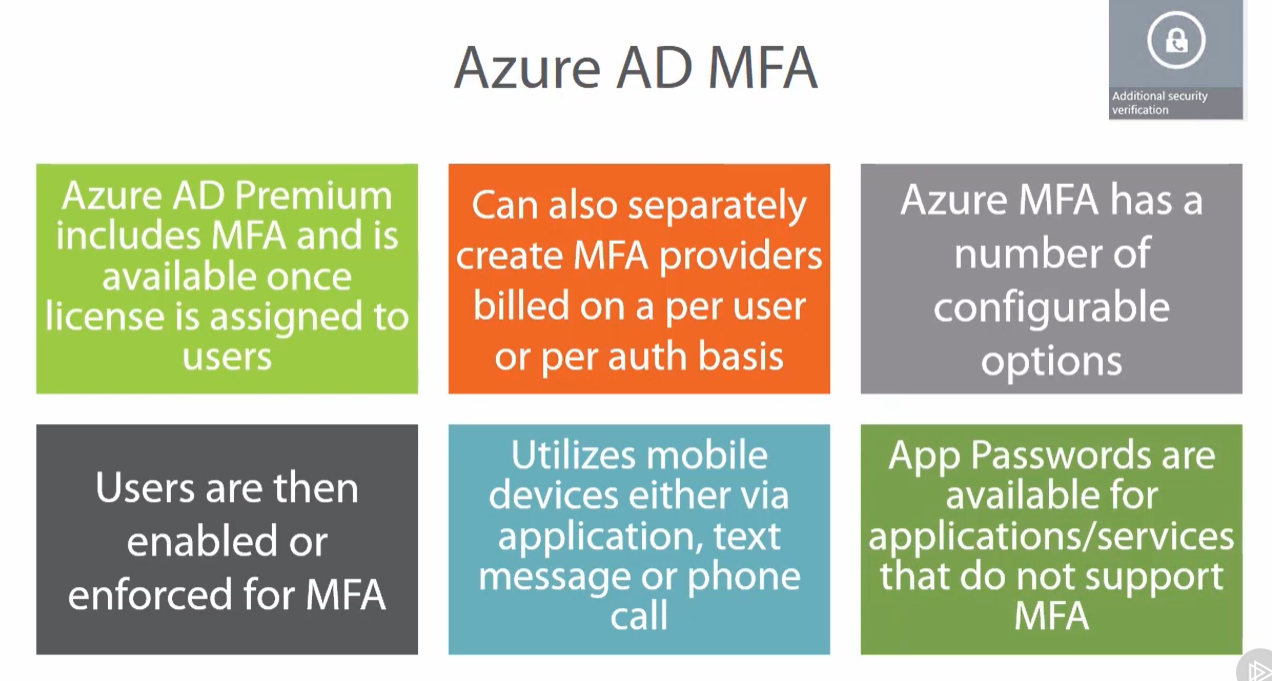 Azure AD MFA
Additional security
verification
Azure AD Premium
includes MFA and is
available once
license is assigned to
users
Can also separately
create MFA providers
billed on a per user
or per auth basis
Azure MFA has a
number of
configurable
options
Users are then
enabled or
enforced for MFA
Utilizes mobile
devices either via
application, text
message or phone
call
App Passwords are
available for
applications/services
that do not support
MFA